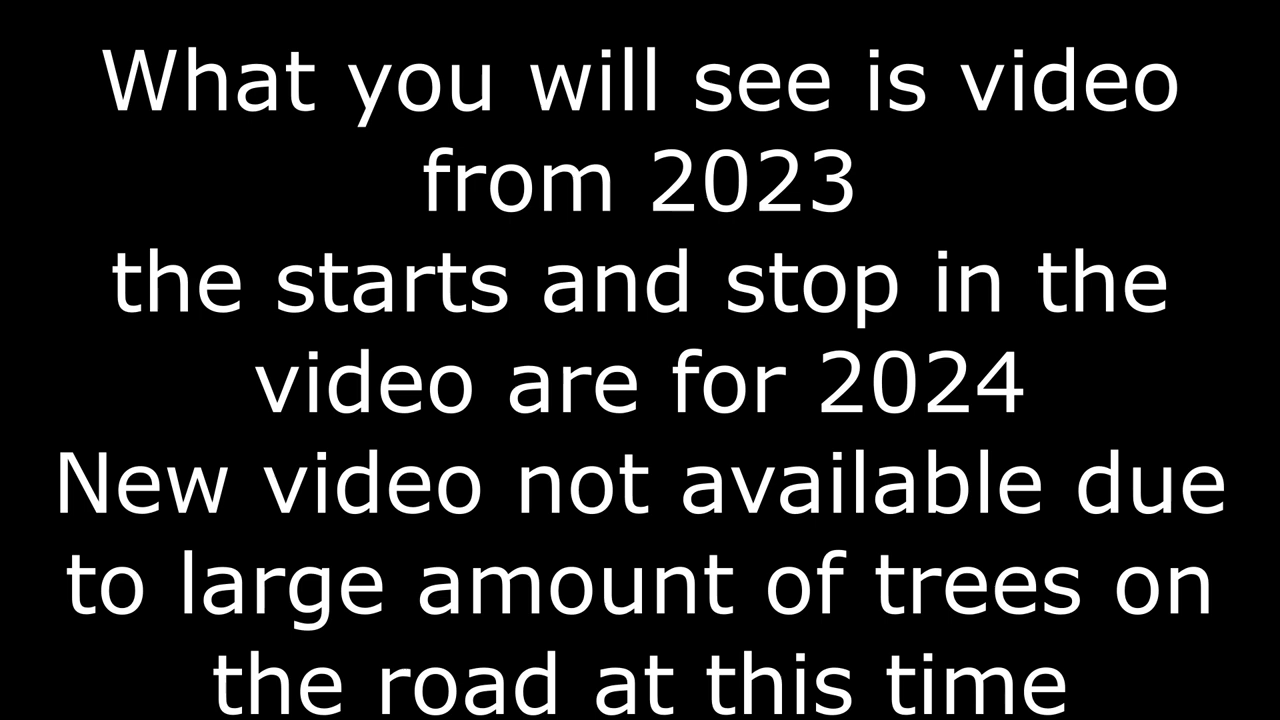 What you will see is video
from 2023
the starts and stop in the
video are for 2024
New video not available due
to large amount of trees on
the road at this time